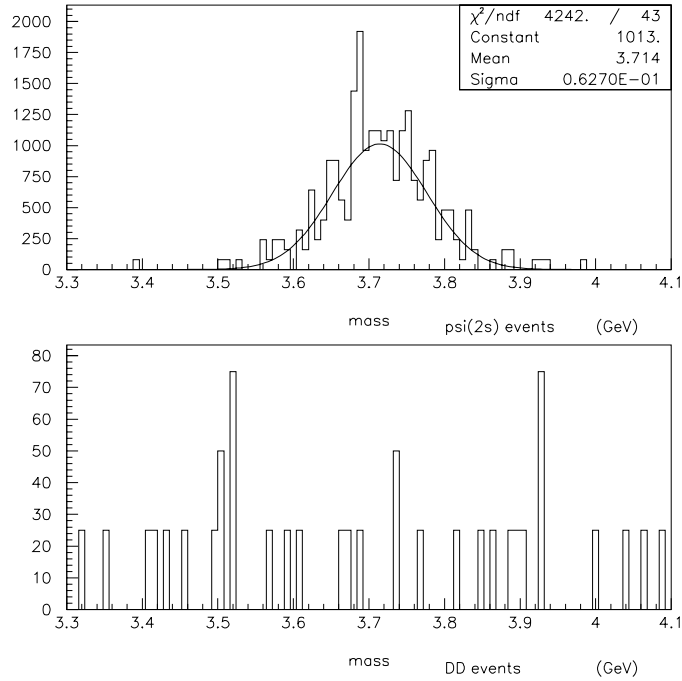 χ²/ndf 4242. / 43
Constant 1013.
Mean 3.714
Sigma 0.6270E−01
2000
1750
1500
1250
1000
750
500
250
0
3.3 3.4 3.5 3.6 3.7 3.8 3.9 4 4.1
mass psi(2s) events (GeV)
80
70
60
50
40
30
20
10
0
3.3 3.4 3.5 3.6 3.7 3.8 3.9 4 4.1
mass DD events (GeV)